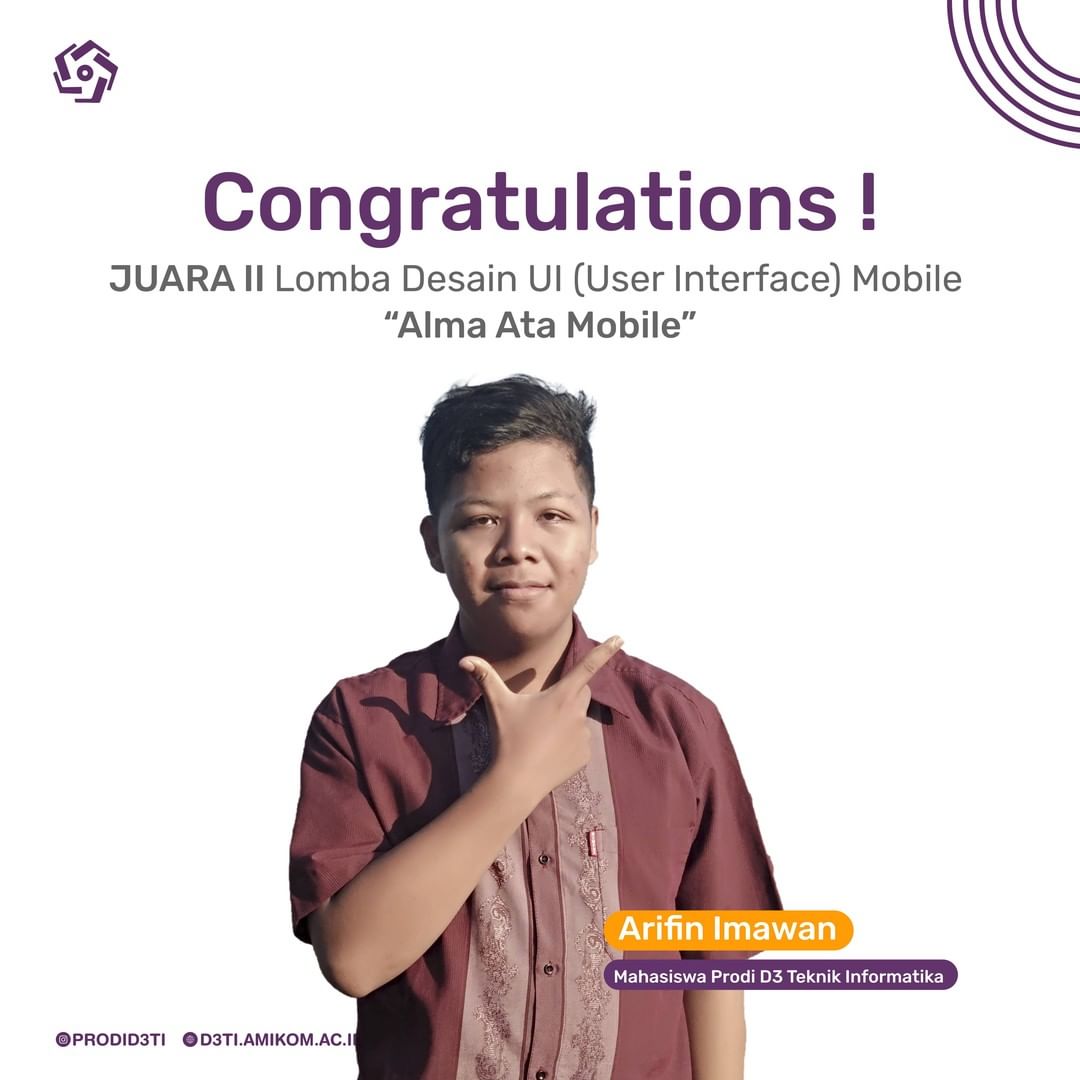 Congratulations !
JUARA II Lomba Desain UI (User Interface) Mobile
“Alma Ata Mobile”
Arifin Imawan
Mahasiswa Prodi D3 Teknik Informatika
PRODID3TI D3TI.AMIKOM.AC.I